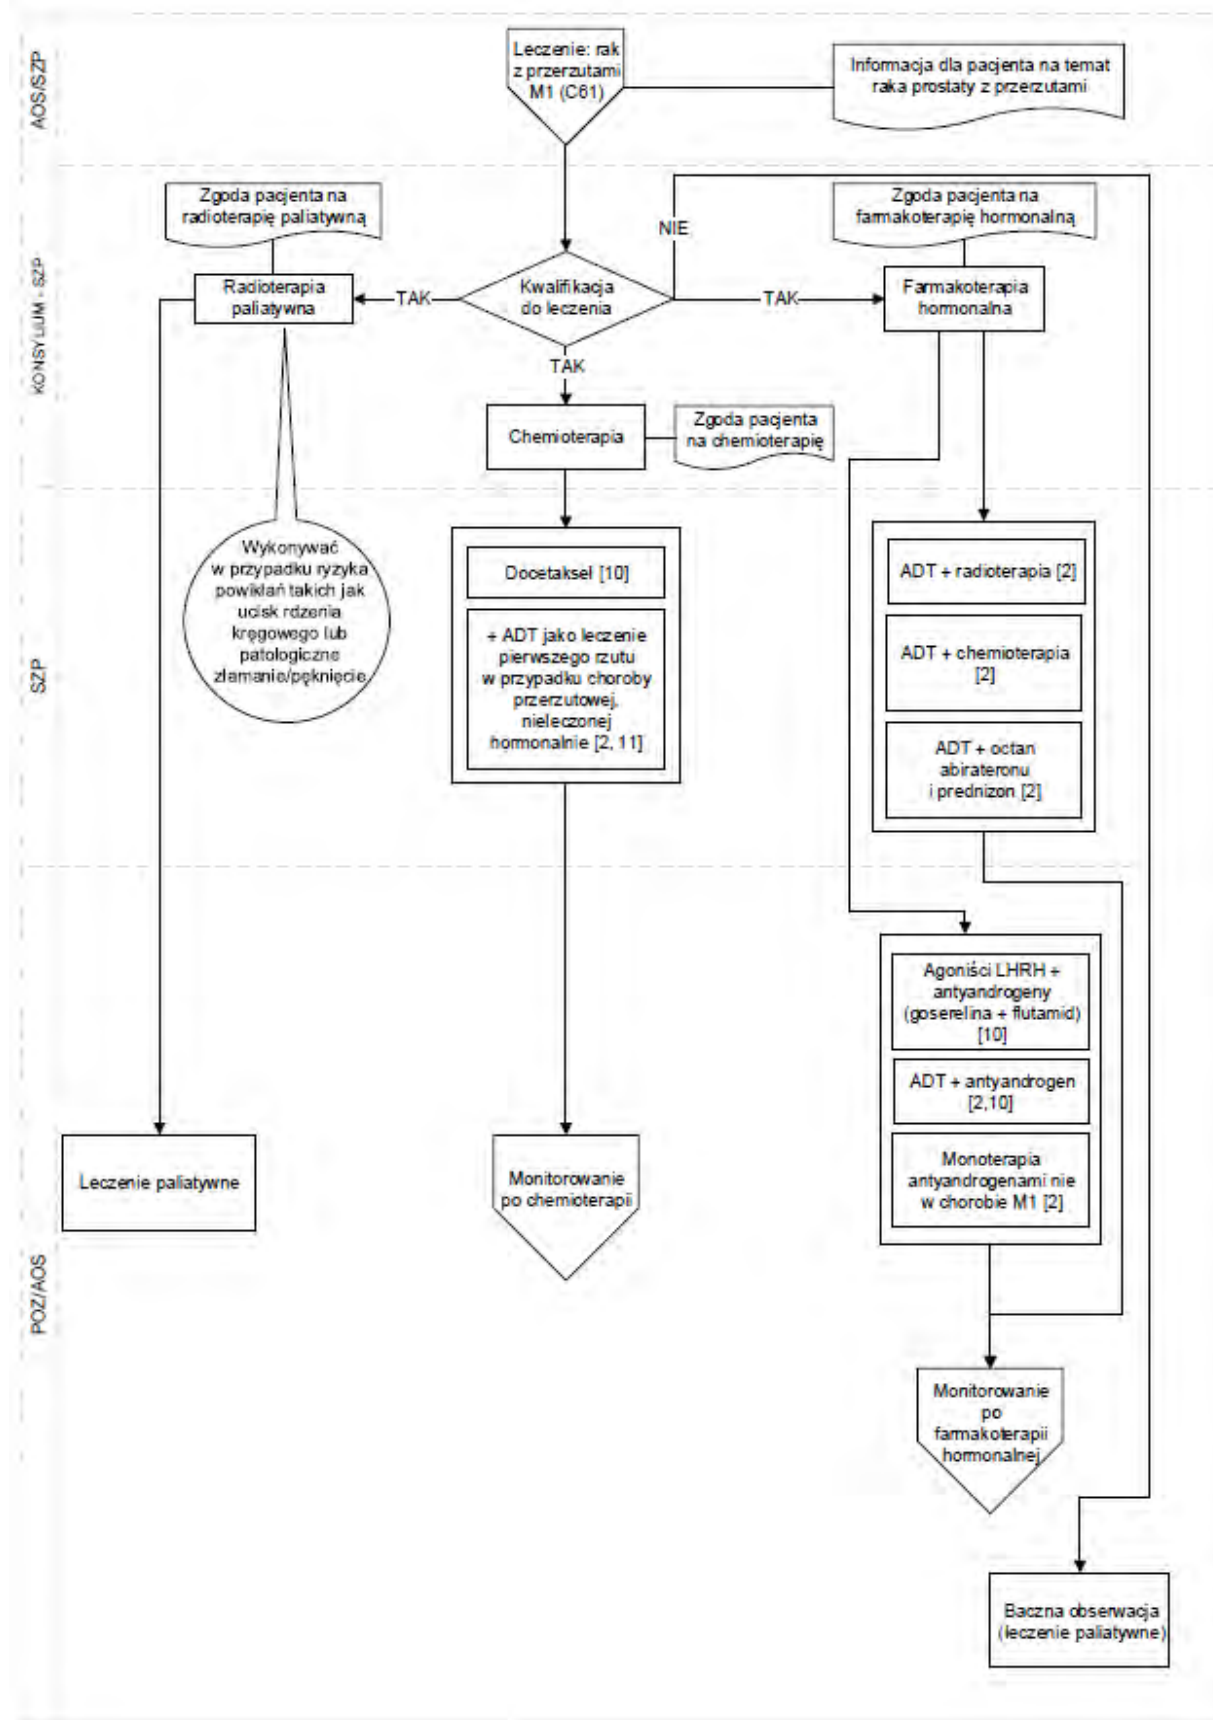 AOS/SZP
Leczenie: rak
z przerzutami
M1 (C61)
Informacja dla pacjenta na temat
raka prostaty z przerzutami
KONSYLIUM - SZP
Zgoda pacjenta na
radioterapię paliatywną
NIE
Zgoda pacjenta na
farmakoterapię hormonalną
Radioterapia
paliatywna
TAK
Kwalifikacja
do leczenia
TAK
Farmakoterapia
hormonalna
TAK
Chemioterapia
Zgoda pacjenta
na chemioterapię
SZP
Wykonywać
w przypadku ryzyka
powikłań takich jak
ucisk rdzenia
kręgowego lub
patologiczne
złamanie/pęknięcie
Docetaksel [10]
+ ADT jako leczenie
pierwszego rzutu
w przypadku choroby
przerzutowej,
nieleczonej
hormonalnie [2, 11]
ADT + radioterapia [2]
ADT + chemioterapia
[2]
ADT + octan
abirateronu
i prednizon [2]
POZ/AOS
Agoniści LHRH +
antyandrogeny
(goserelina + flutamid)
[10]
ADT + antyandrogen
[2,10]
Monoterapia
antyandrogenami nie
w chorobie M1 [2]
Leczenie paliatywne
Monitorowanie
po chemioterapii
Monitorowanie
po
farmakoterapii
hormonalnej
Baczna obserwacja
(leczenie paliatywne)